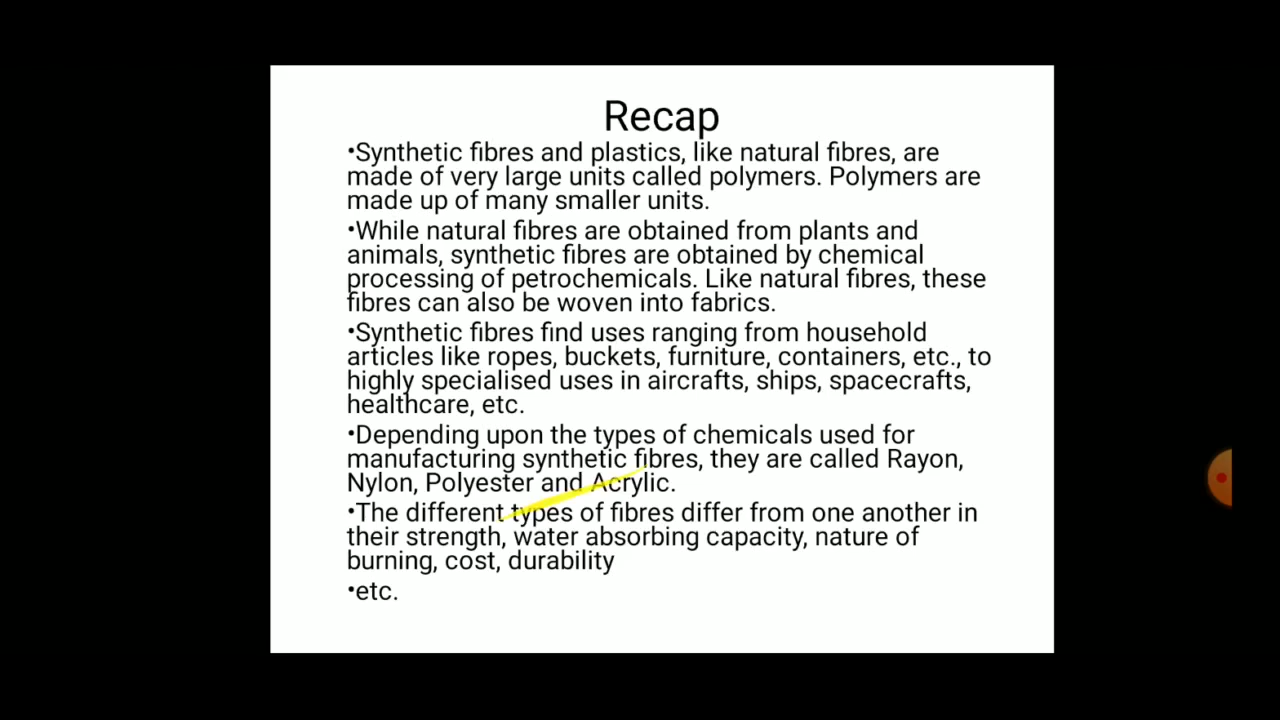 Recap
•Synthetic fibres and plastics, like natural fibres, are
made of very large units called polymers. Polymers are
made up of many smaller units.
•While natural fibres are obtained from plants and
animals, synthetic fibres are obtained by chemical
processing of petrochemicals. Like natural fibres, these
fibres can also be woven into fabrics.
•Synthetic fibres find uses ranging from household
articles like ropes, buckets, furniture, containers, etc., to
highly specialised uses in aircrafts, ships, spacecrafts,
healthcare, etc.
•Depending upon the types of chemicals used for
manufacturing synthetic fibres, they are called Rayon,
Nylon, Polyester and Acrylic.
•The different types of fibres differ from one another in
their strength, water absorbing capacity, nature of
burning, cost, durability
•etc.